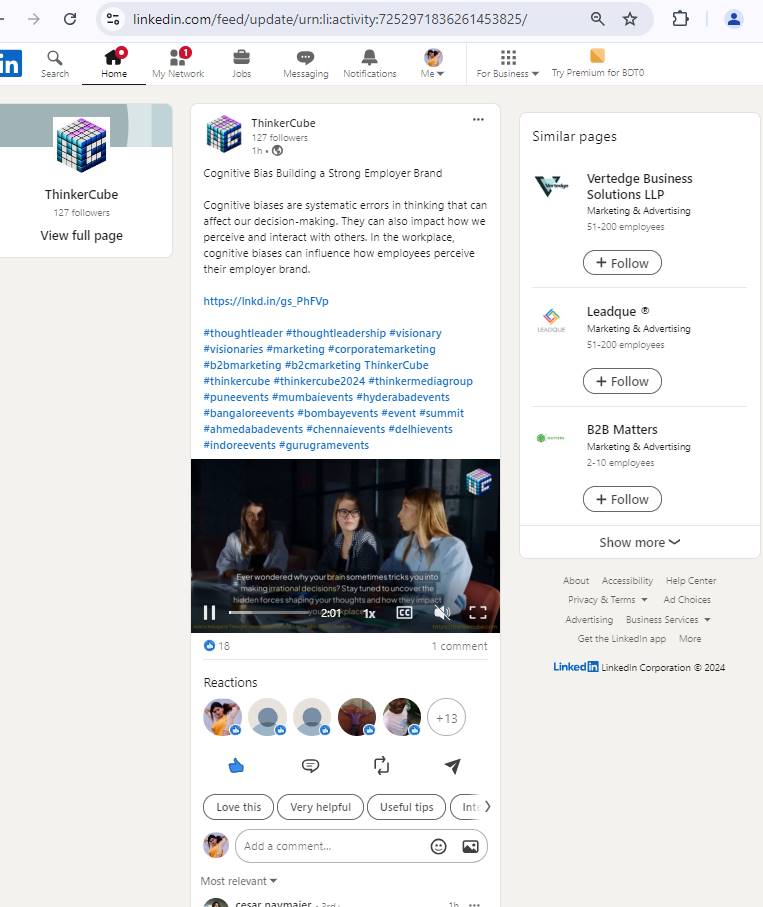 linkedin.com/feed/update/urn:li:activity:7252971836261453825/
in
1
Search
Home
My Network
Jobs
Messaging
Notifications
Me
For Business
Try Premium for BDT0
ThinkerCube
127 followers
View full page
ThinkerCube
127 followers
1h •
Cognitive Bias Building a Strong Employer Brand
Cognitive biases are systematic errors in thinking that can
affect our decision-making. They can also impact how we
perceive and interact with others. In the workplace,
cognitive biases can influence how employees perceive
their employer brand.
https://lnkd.in/gs_PhFVp
#thoughtleader #thoughtleadership #visionary
#visionaries #marketing #corporatemarketing
#b2bmarketing #b2cmarketing ThinkerCube
#thinkercube #thinkercube2024 #thinkermediagroup
#puneevents #mumbaievents #hyderabadevents
#bangaloreevents #bombayevents #event #summit
#ahmedabadevents #chennaievents #delhievents
#indoreevents #gurugramevents
Ever wondered why your brain sometimes tricks you into
making irrational decisions? Stay tuned to uncover the
hidden forces shaping your thoughts and how they impact
2:01
1x
CC
18
1 comment
Reactions
+13
Love this
Very helpful
Useful tips
Inte
Add a comment...
Most relevant
cesar navmaier • 3rd+
1h
Similar pages
Vertedge
Vertedge Business
Solutions LLP
Marketing & Advertising
51-200 employees
+ Follow
LEADQUE
Leadque ®
Marketing & Advertising
51-200 employees
+ Follow
B2B Matters
Marketing & Advertising
2-10 employees
+ Follow
Show more
About Accessibility Help Center
Privacy & Terms Ad Choices
Advertising Business Services
Get the LinkedIn app More
LinkedIn LinkedIn Corporation © 2024